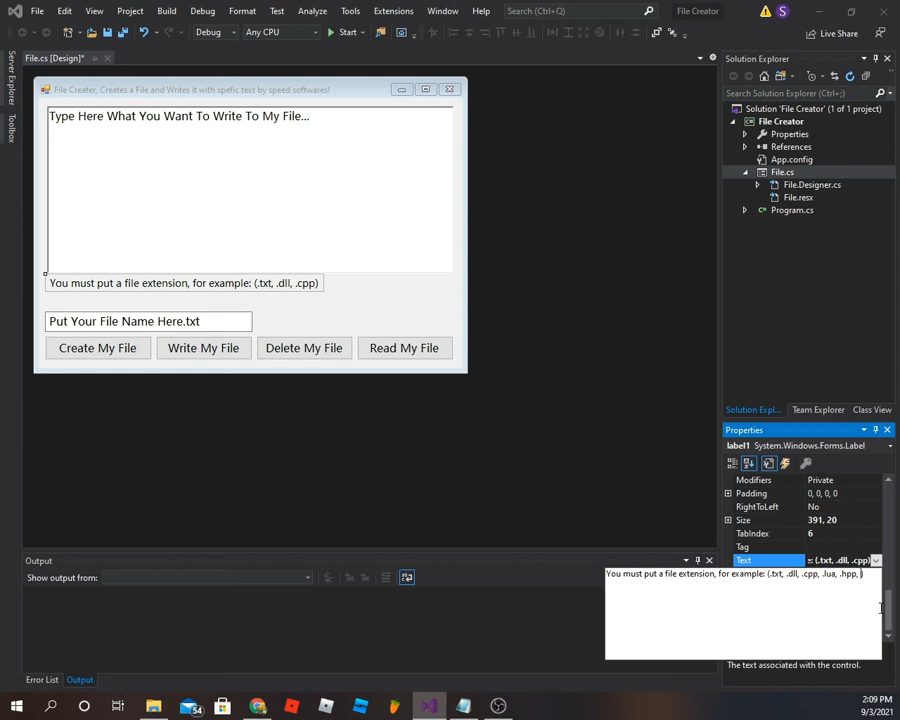 File Edit View Git Project Build Debug Format Test Analyze Tools Extensions Window Help Search (Ctrl+Q) File Creator S
Debug Any CPU Start Live Share
Server Explorer
Toolbox
File.cs [Design]*
File Creater, Creates a File and Writes it with spefic text by speed softwares!
Type Here What You Want To Write To My File...
You must put a file extension, for example: (.txt, .dll, .cpp)
Put Your File Name Here.txt
Create My File Write My File Delete My File Read My File
Solution Explorer
Search Solution Explorer (Ctrl+;)
Solution 'File Creator' (1 of 1 project)
File Creator
Properties
References
App.config
File.cs
File.Designer.cs
File.resx
Program.cs
Solution Expl... Team Explorer Class View
Properties
label1 System.Windows.Forms.Label
Modifiers Private
Padding 0, 0, 0, 0
RightToLeft No
Size 391, 20
TabIndex 6
Tag
Text e: (.txt, .dll, .cpp)
You must put a file extension, for example: (.txt, .dll, .cpp, .lua, .hpp, )
The text associated with the control.
Output
Show output from:
Error List Output
54
2:09 PM
9/3/2021